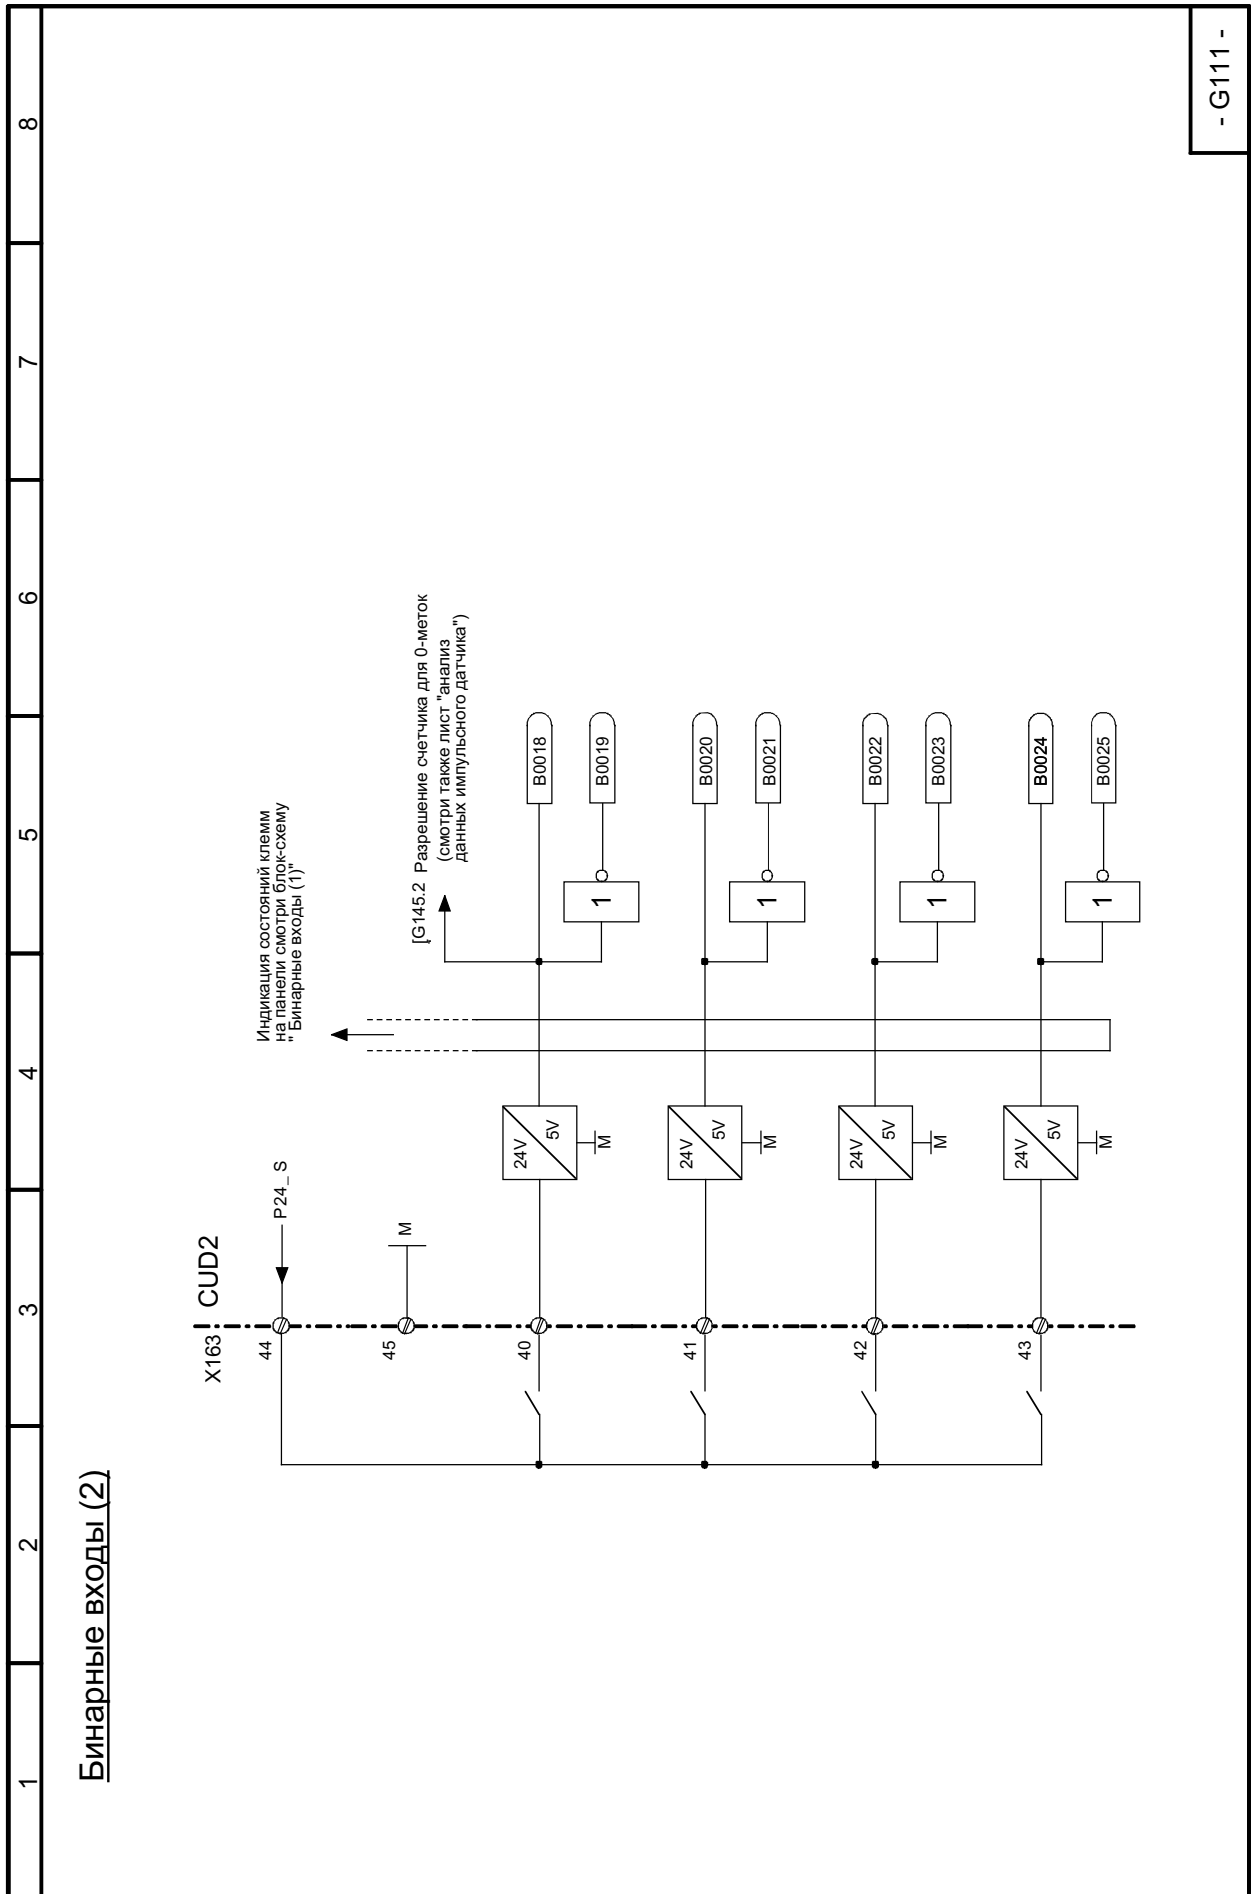 1 2 3 4 5 6 7 8
Бинарные входы (2)
X163 CUD2
44 P24_S
45 M
Индикация состояний клемм
на панели смотри блок-схему
" Бинарные входы (1)"
[G145.2 Разрешение счетчика для 0-меток
(смотри также лист "анализ
данных импульсного датчика")
40 24V 5V B0018
M 1 B0019
41 24V 5V B0020
M 1 B0021
42 24V 5V B0022
M 1 B0023
43 24V 5V B0024
M 1 B0025
- G111 -